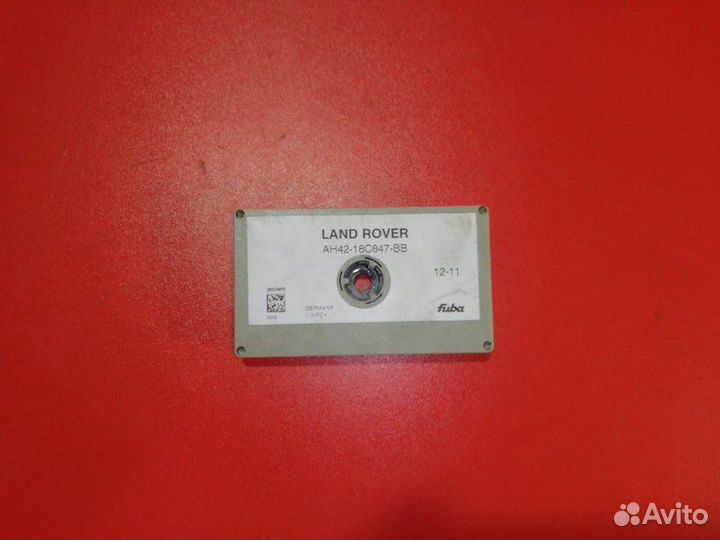 LAND ROVER
AH42-18C847-BB
12-11
GERMANY
fuba
Avito